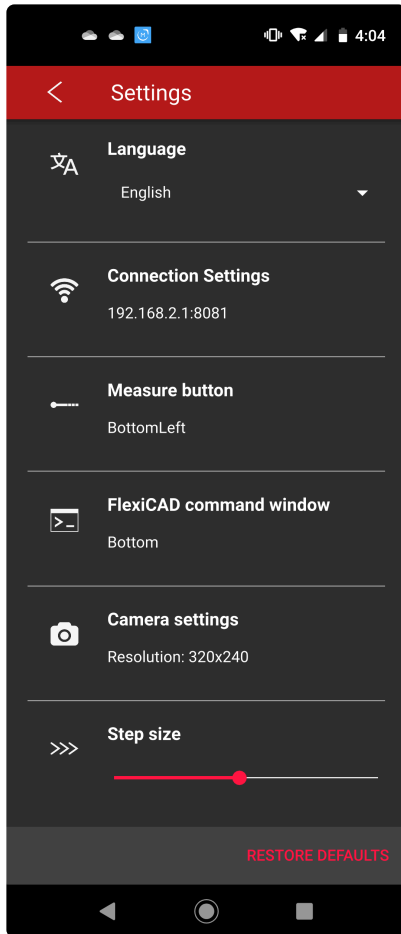 4:04
Settings
Language
English
Connection Settings
192.168.2.1:8081
Measure button
BottomLeft
FlexiCAD command window
Bottom
Camera settings
Resolution: 320x240
Step size
RESTORE DEFAULTS